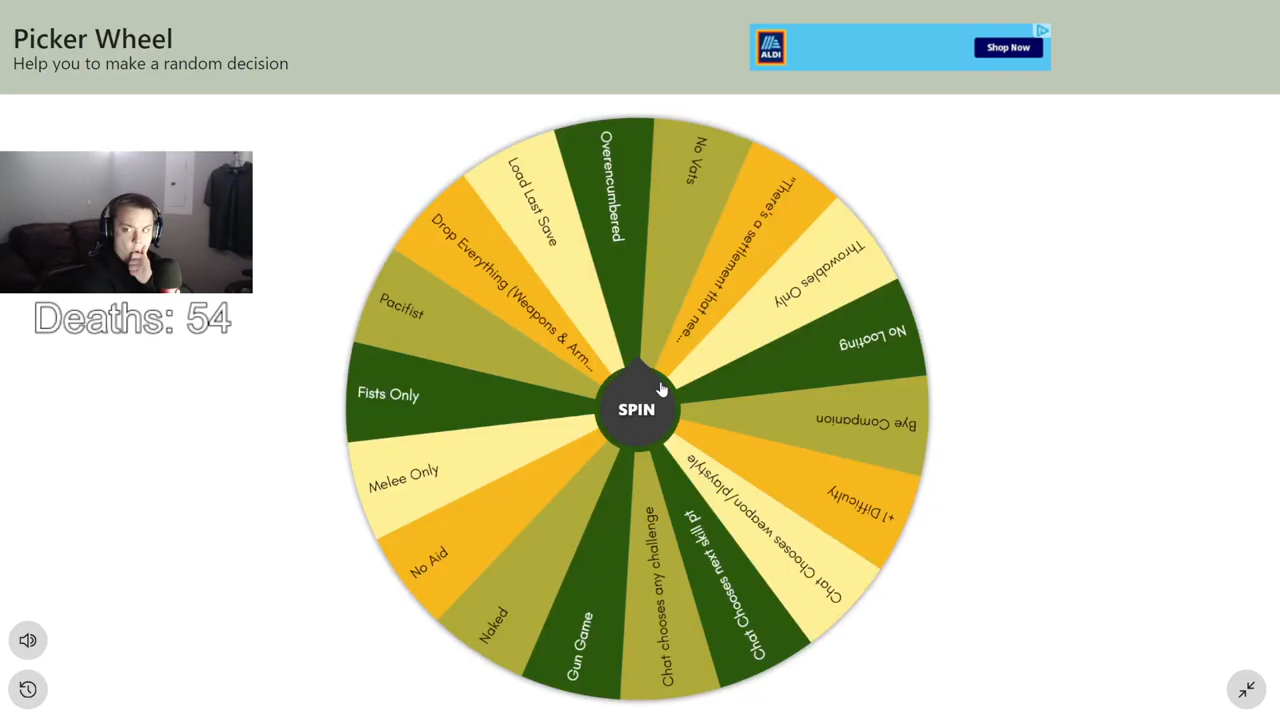 Picker Wheel
Help you to make a random decision
ALDI
Shop Now
Deaths: 54
Overencumbered
No Vats
"There's a settlement that nee...
Throwables Only
No Looting
Bye Companion
+1 Difficulty
Chat Chooses weapon/playstyle
Chat Chooses next skill pt
Chat chooses any challenge
Gun Game
Naked
No Aid
Melee Only
Fists Only
Pacifist
Drop Everything (Weapons & Arm...
Load Last Save
SPIN